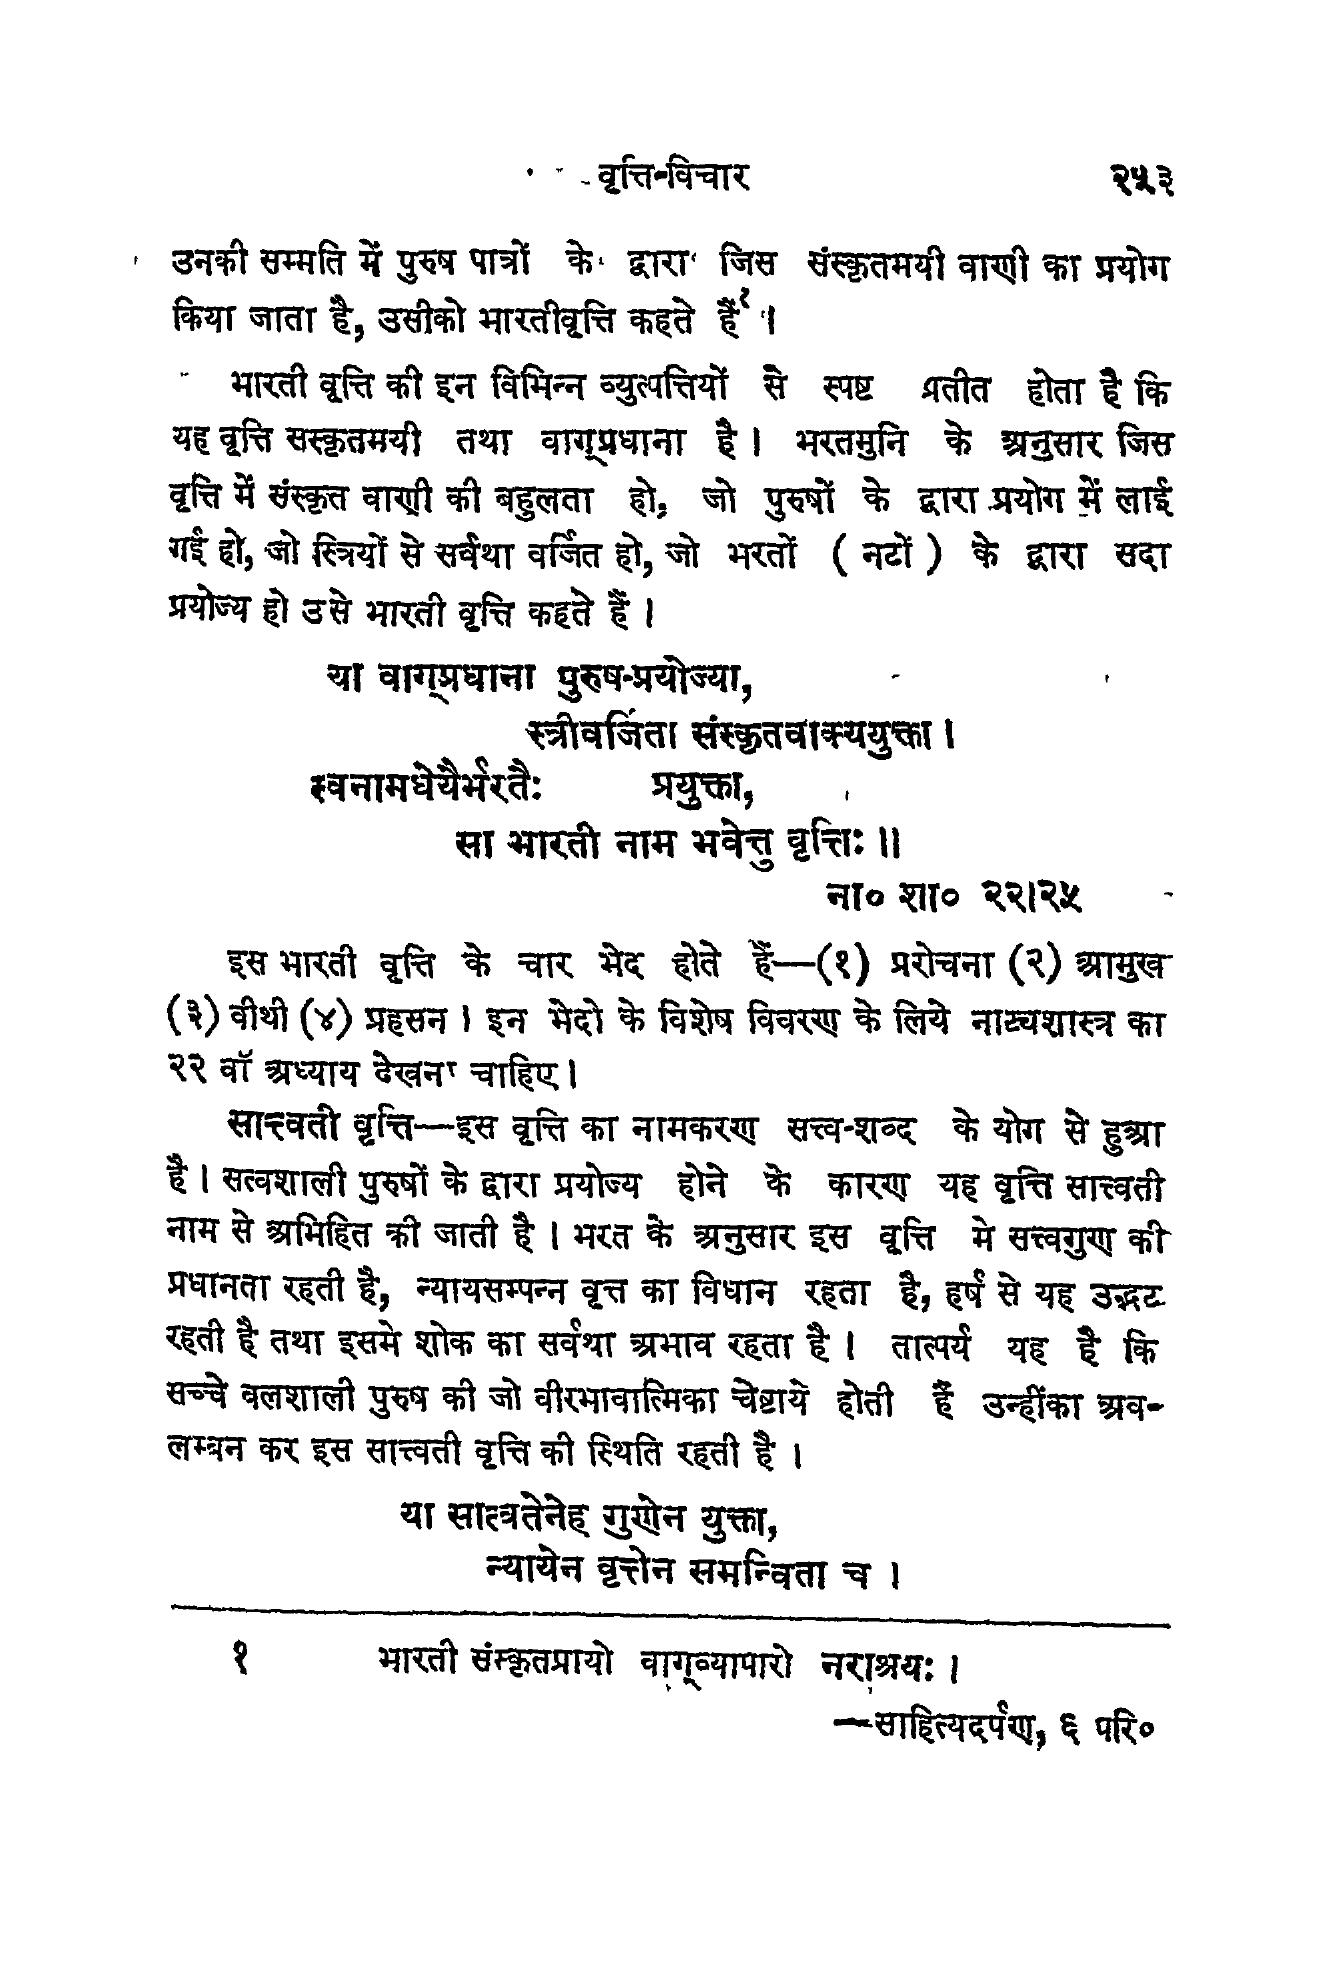 वृत्ति-विचार २५३
उनकी सम्मति में पुरुष पात्रों के द्वारा जिस संस्कृतमयी वाणी का प्रयोग
किया जाता है, उसीको भारतीवृत्ति कहते हैं१ ।
भारती वृत्ति की इन विभिन्न व्युत्पत्तियों से स्पष्ट प्रतीत होता है कि
यह वृत्ति सस्कृतमयी तथा वाग्प्रधाना है । भरतमुनि के अनुसार जिस
वृत्ति में संस्कृत वाणी की बहुलता हो, जो पुरुषों के द्वारा प्रयोग में लाई
गई हो, जो स्त्रियों से सर्वथा वर्जित हो, जो भरतों ( नटों ) के द्वारा सदा
प्रयोज्य हो उसे भारती वृत्ति कहते हैं ।
या वाग्प्रधाना पुरुष-प्रयोज्या,
स्त्रीवर्जिता संस्कृतवाक्ययुक्ता ।
स्वनामधेयैर्भरतैः प्रयुक्ता,
सा भारती नाम भवेत्तु वृत्तिः ॥
ना० शा० २२।२५
इस भारती वृत्ति के चार भेद होते हैं—(१) प्ररोचना (२) आमुख
(३) वीथी (४) प्रहसन । इन भेदो के विशेष विवरण के लिये नाट्यशास्त्र का
२२ वॉ अध्याय देखना चाहिए ।
सात्त्वती वृत्ति—इस वृत्ति का नामकरण सत्त्व-शब्द के योग से हुआ
है । सत्वशाली पुरुषों के द्वारा प्रयोज्य होने के कारण यह वृत्ति सात्त्वती
नाम से अभिहित की जाती है । भरत के अनुसार इस वृत्ति मे सत्त्वगुण की
प्रधानता रहती है, न्यायसम्पन्न वृत्त का विधान रहता है, हर्ष से यह उद्भट
रहती है तथा इसमे शोक का सर्वथा अभाव रहता है । तात्पर्य यह है कि
सच्चे वलशाली पुरुष की जो वीरभावात्मिका चेष्टाये होती हैं उन्हींका अव-
लम्बन कर इस सात्त्वती वृत्ति की स्थिति रहती है ।
या सात्त्वतेनेह गुणेन युक्ता,
न्यायेन वृत्तेन समन्विता च ।
१ भारती संस्कृतप्रायो वाग्व्यापारो नराश्रयः ।
—साहित्यदर्पण, ६ परि०